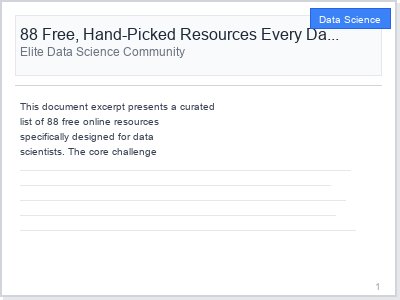 Data Science
88 Free, Hand-Picked Resources Every Da...
Elite Data Science Community
This document excerpt presents a curated
list of 88 free online resources
specifically designed for data
scientists. The core challenge
1